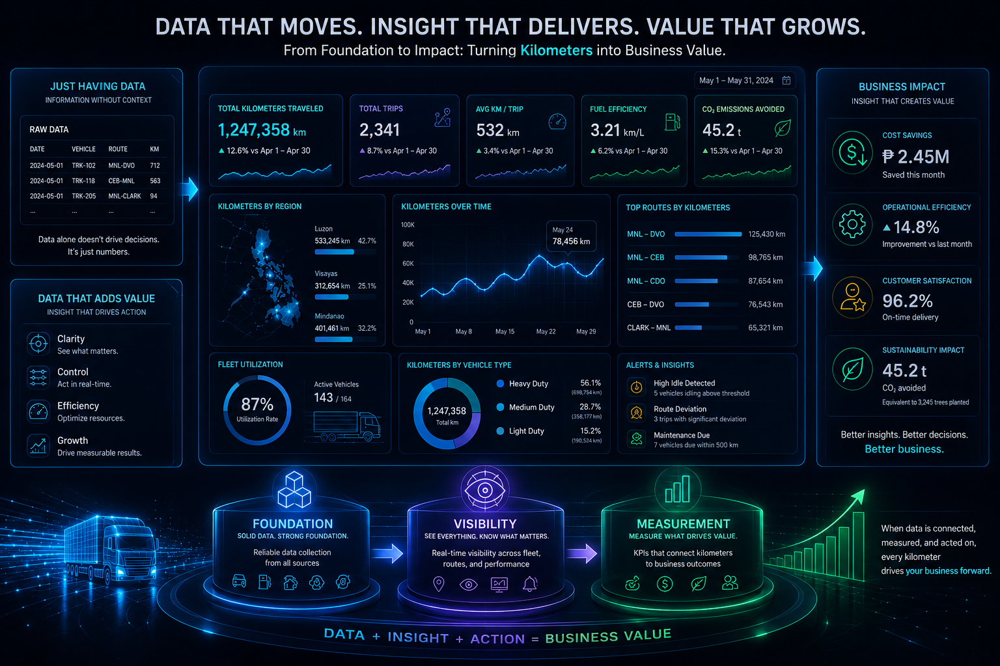 DATA THAT MOVES. INSIGHT THAT DELIVERS. VALUE THAT GROWS.
From Foundation to Impact: Turning Kilometers into Business Value.
JUST HAVING DATA
INFORMATION WITHOUT CONTEXT
RAW DATA
DATE VEHICLE ROUTE KM
2024-05-01 TRK-102 MNL-DVO 712
2024-05-01 TRK-118 CEB-MNL 563
2024-05-01 TRK-205 MNL-CLARK 94
... ... ... ...
Data alone doesn't drive decisions.
It's just numbers.
DATA THAT ADDS VALUE
INSIGHT THAT DRIVES ACTION
Clarity
See what matters.
Control
Act in real-time.
Efficiency
Optimize resources.
Growth
Drive measurable results.
May 1 – May 31, 2024
TOTAL KILOMETERS TRAVELED
1,247,358 km
▲ 12.6% vs Apr 1 – Apr 30
TOTAL TRIPS
2,341
▲ 8.7% vs Apr 1 – Apr 30
AVG KM / TRIP
532 km
▲ 3.4% vs Apr 1 – Apr 30
FUEL EFFICIENCY
3.21 km/L
▲ 6.2% vs Apr 1 – Apr 30
CO₂ EMISSIONS AVOIDED
45.2 t
▲ 15.3% vs Apr 1 – Apr 30
KILOMETERS BY REGION
Luzon
533,245 km 42.7%
Visayas
312,654 km 25.1%
Mindanao
401,461 km 32.2%
KILOMETERS OVER TIME
100K
80K
60K
40K
20K
0
May 1 May 8 May 15 May 22 May 29
May 24
78,456 km
TOP ROUTES BY KILOMETERS
MNL – DVO 125,430 km
MNL – CEB 98,765 km
MNL – CDO 87,654 km
CEB – DVO 76,543 km
CLARK – MNL 65,321 km
FLEET UTILIZATION
87%
Utilization Rate
Active Vehicles
143 / 164
KILOMETERS BY VEHICLE TYPE
1,247,358
Total km
Heavy Duty 56.1%
Medium Duty 28.7%
(358,177 km)
Light Duty 15.2%
ALERTS & INSIGHTS
High Idle Detected
5 vehicles idling above threshold
Route Deviation
3 trips with significant deviation
Maintenance Due
7 vehicles due within 500 km
BUSINESS IMPACT
INSIGHT THAT CREATES VALUE
COST SAVINGS
₱ 2.45M
Saved this month
OPERATIONAL EFFICIENCY
▲ 14.8%
Improvement vs last month
CUSTOMER SATISFACTION
96.2%
On-time delivery
SUSTAINABILITY IMPACT
45.2 t
CO₂ avoided
Equivalent to 3,245 trees planted
Better insights. Better decisions.
Better business.
FOUNDATION
SOLID DATA. STRONG FOUNDATION.
Reliable data collection
from all sources
VISIBILITY
SEE EVERYTHING. KNOW WHAT MATTERS.
Real-time visibility across fleet,
routes, and performance
MEASUREMENT
MEASURE WHAT DRIVES VALUE.
KPIs that connect kilometers
to business outcomes
When data is connected,
measured, and acted on,
every kilometer
drives your business forward.
DATA + INSIGHT + ACTION = BUSINESS VALUE